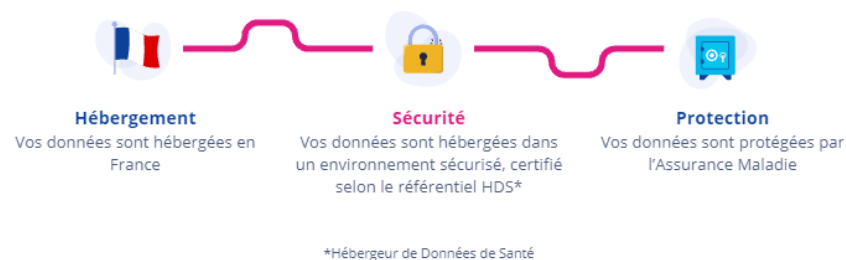 Hébergement
Vos données sont hébergées en
France
Sécurité
Vos données sont hébergées dans
un environnement sécurisé, certifié
selon le référentiel HDS*
Protection
Vos données sont protégées par
l'Assurance Maladie
*Hébergeur de Données de Santé